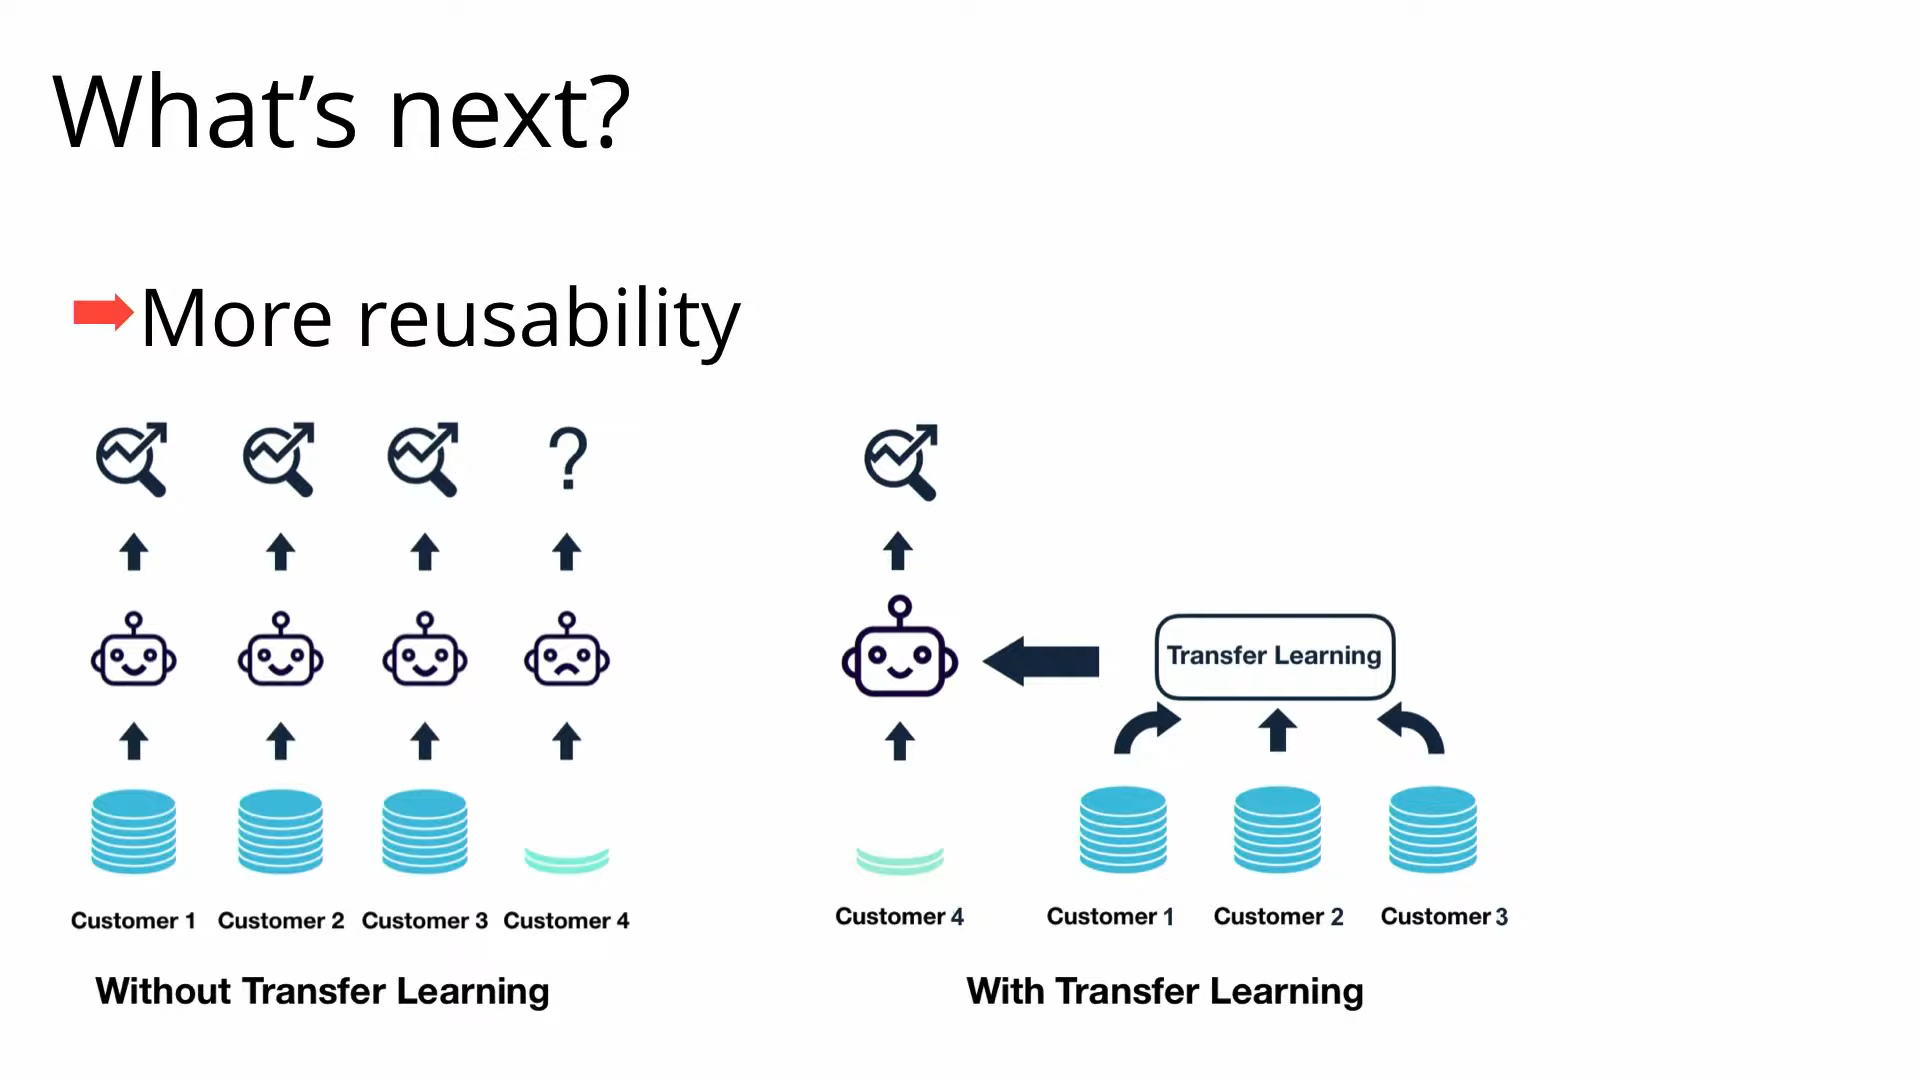 What’s next?
More reusability
?
Transfer Learning
Customer 1 Customer 2 Customer 3 Customer 4
Without Transfer Learning
Customer 4 Customer 1 Customer 2 Customer 3
With Transfer Learning